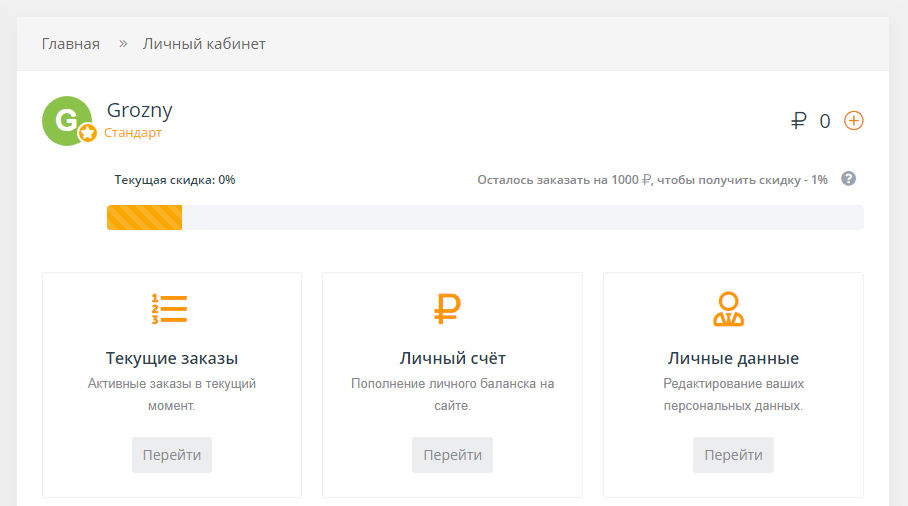 Главная » Личный кабинет
G Grozny
Стандарт
₽ 0
Текущая скидка: 0%
Осталось заказать на 1000 ₽, чтобы получить скидку - 1%
?
1
2
3
₽
Текущие заказы
Активные заказы в текущий
момент.
Перейти
Личный счёт
Пополнение личного баланска на
сайте.
Перейти
Личные данные
Редактирование ваших
персональных данных.
Перейти